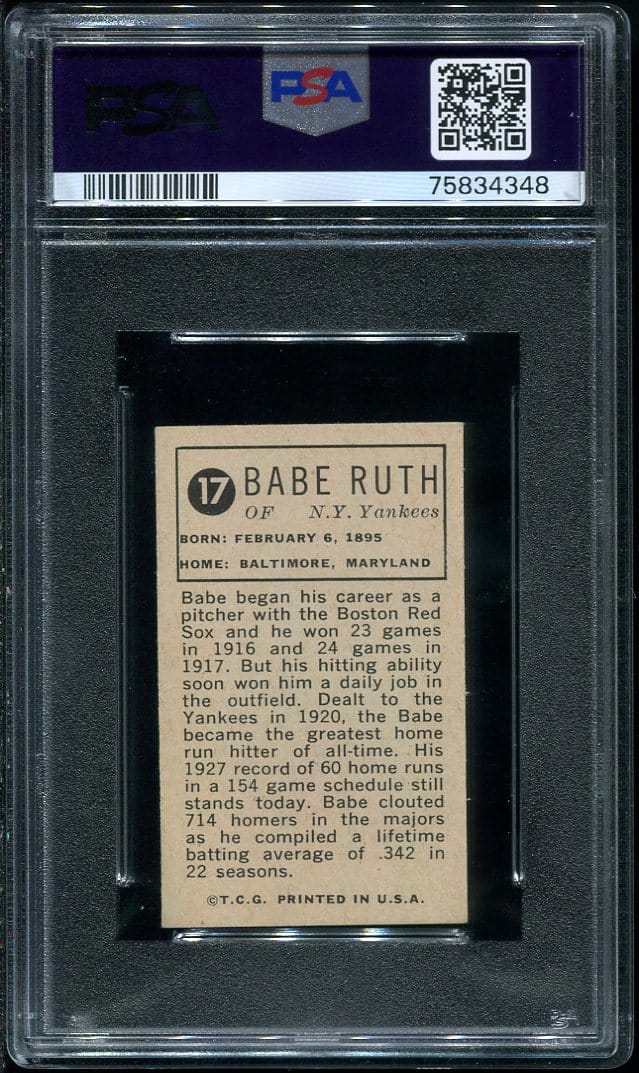 PSA
PSA
75834348
17 BABE RUTH
OF N.Y. Yankees
BORN: FEBRUARY 6, 1895
HOME: BALTIMORE, MARYLAND
Babe began his career as a
pitcher with the Boston Red
Sox and he won 23 games
in 1916 and 24 games in
1917. But his hitting ability
soon won him a daily job in
the outfield. Dealt to the
Yankees in 1920, the Babe
became the greatest home
run hitter of all-time. His
1927 record of 60 home runs
in a 154 game schedule still
stands today. Babe clouted
714 homers in the majors
as he compiled a lifetime
batting average of .342 in
22 seasons.
©T.C.G. PRINTED IN U.S.A.